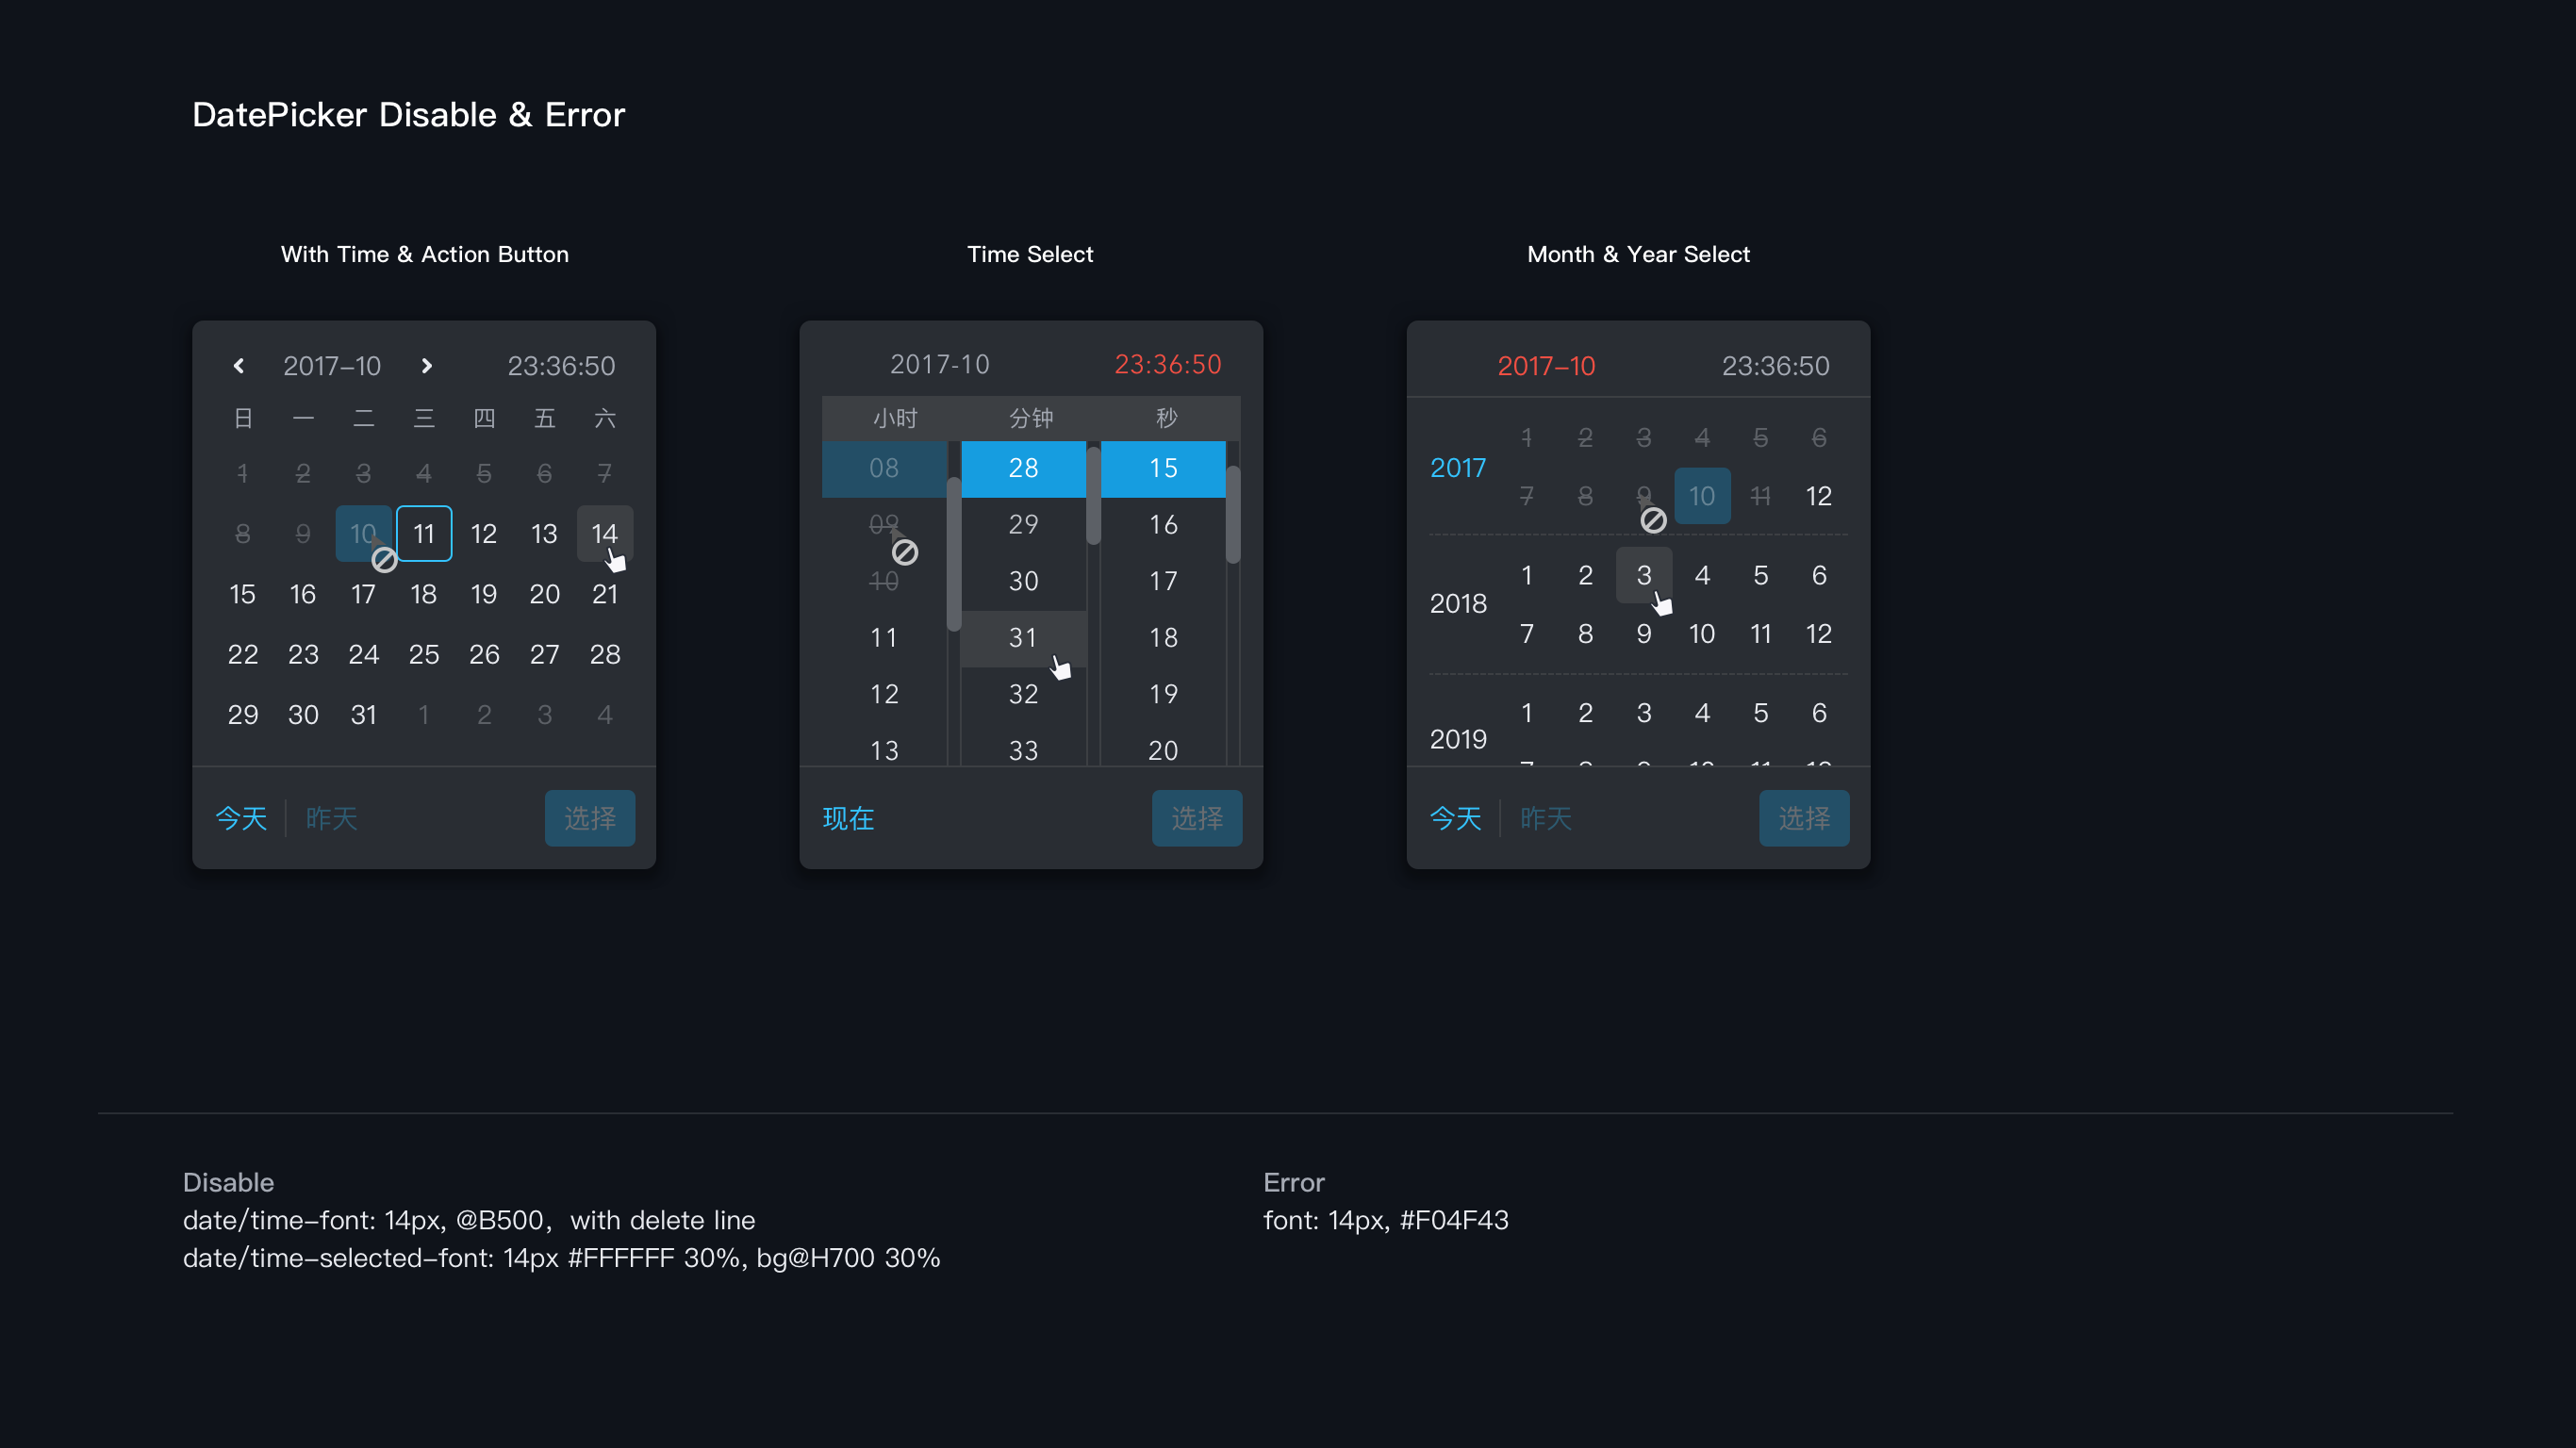 DatePicker Disable & Error
With Time & Action Button
2017-10 23:36:50
日 一 二 三 四 五 六
1 2 3 4 5 6 7
8 9 10 11 12 13 14
15 16 17 18 19 20 21
22 23 24 25 26 27 28
29 30 31 1 2 3 4
今天 昨天 选择
Time Select
2017-10 23:36:50
小时 分钟 秒
08 28 15
09 29 16
10 30 17
11 31 18
12 32 19
13 33 20
现在 选择
Month & Year Select
2017-10 23:36:50
2017
1 2 3 4 5 6
7 8 9 10 11 12
2018
1 2 3 4 5 6
7 8 9 10 11 12
2019
1 2 3 4 5 6
今天 昨天 选择
Disable
date/time-font: 14px, @B500，with delete line
date/time-selected-font: 14px #FFFFFF 30%, bg@H700 30%
Error
font: 14px, #F04F43